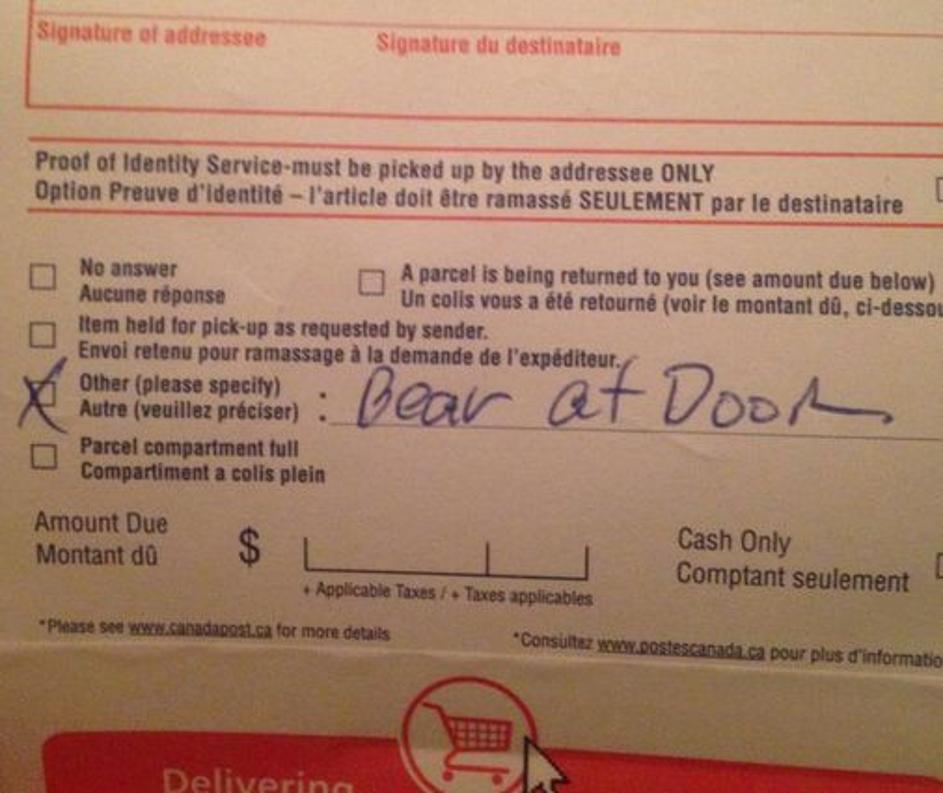 Signature of addressee Signature du destinataire
Proof of Identity Service-must be picked up by the addressee ONLY
Option Preuve d'identité – l'article doit être ramassé SEULEMENT par le destinataire
No answer
Aucune réponse
A parcel is being returned to you (see amount due below)
Un colis vous a été retourné (voir le montant dû, ci-dessou
Item held for pick-up as requested by sender.
Envoi retenu pour ramassage à la demande de l'expéditeur.
Other (please specify)
Autre (veuillez préciser) : Bear at Door
Parcel compartment full
Compartiment a colis plein
Amount Due
Montant dû
$
+ Applicable Taxes / + Taxes applicables
Cash Only
Comptant seulement
*Please see www.canadapost.ca for more details
*Consultez www.postescanada.ca pour plus d'informatio
Delivering